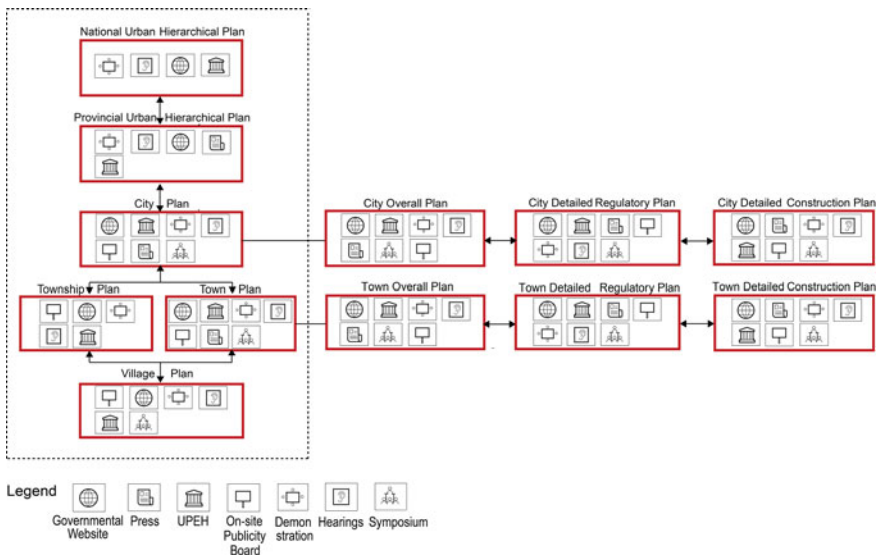 National Urban Hierarchical Plan
Provincial Urban Hierarchical Plan
City Plan
City Overall Plan
City Detailed Regulatory Plan
City Detailed Construction Plan
Township Plan
Town Plan
Town Overall Plan
Town Detailed Regulatory Plan
Town Detailed Construction Plan
Village Plan
Legend
Governmental
Website
Press
UPEH
On-site
Publicity
Board
Demon
stration
Hearings
Symposium